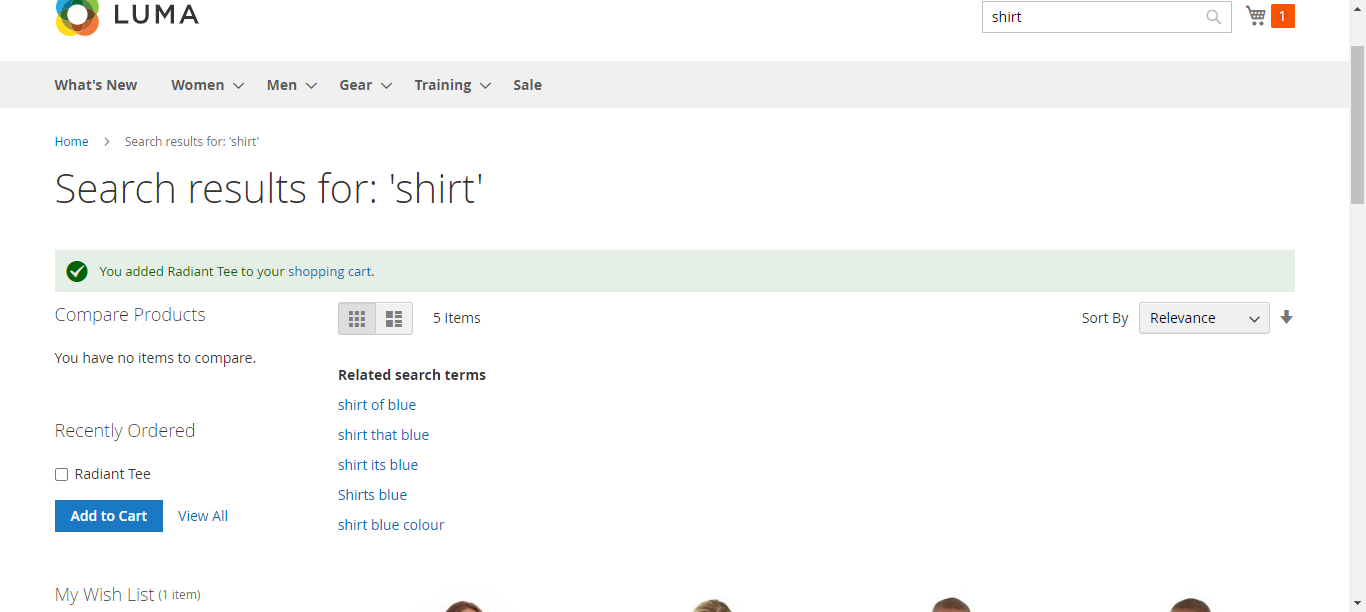 LUMA
shirt
1
What's New Women Men Gear Training Sale
Home Search results for: 'shirt'
Search results for: 'shirt'
You added Radiant Tee to your shopping cart.
Compare Products
You have no items to compare.
Recently Ordered
Radiant Tee
Add to Cart View All
My Wish List (1 item)
5 Items
Sort By Relevance
Related search terms
shirt of blue
shirt that blue
shirt its blue
Shirts blue
shirt blue colour